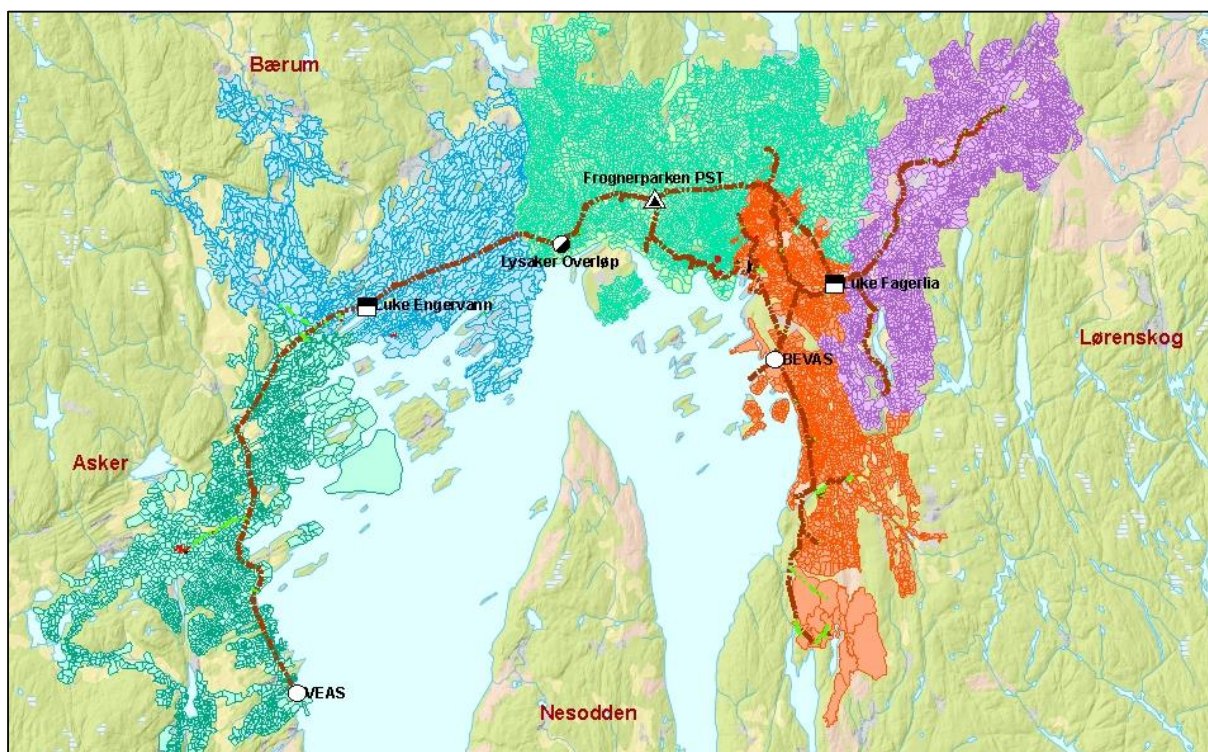 Bærum
Frognerparken PST
Lysaker Overløp
Luke Fagerlia
Luke Engervann
Lørenskog
BEVAS
Asker
VEAS
Nesodden